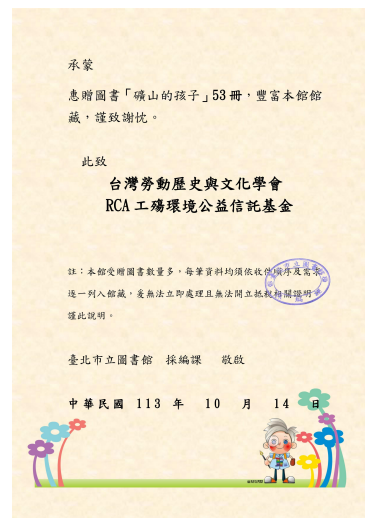 承蒙
惠贈圖書「礦山的孩子」53冊，豐富本館館
藏，謹致謝忱。
此致
台灣勞動歷史與文化學會
RCA工殤環境公益信託基金
註：本館受贈圖書數量多，每筆資料均須依收件順序及需求
逐一列入館藏，爰無法立即處理且無法開立抵稅相關證明，
謹此說明。
臺北市立圖書館 採編課 敬啟
中華民國 113 年 10 月 14 日